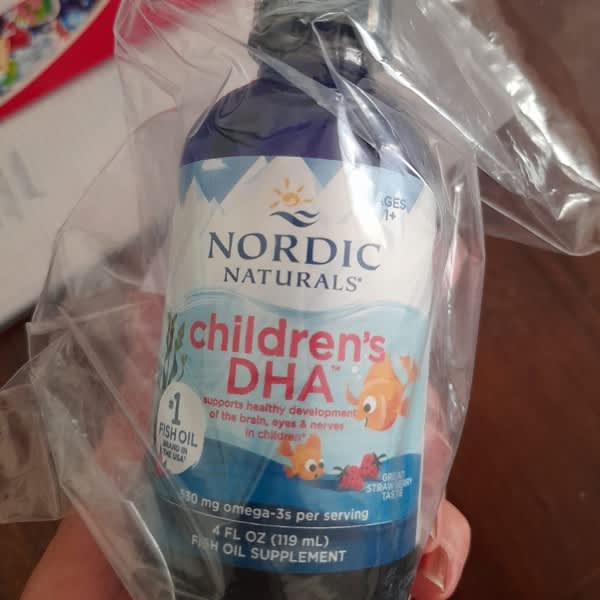 AGES
1+
NORDIC
NATURALS®
children's
DHA™
supports healthy development
of the brain, eyes & nerves
in children*
#1
FISH OIL
BRAND IN
THE USA†
GREAT
STRAWBERRY
TASTE
530 mg omega-3s per serving
4 FL OZ (119 mL)
FISH OIL SUPPLEMENT